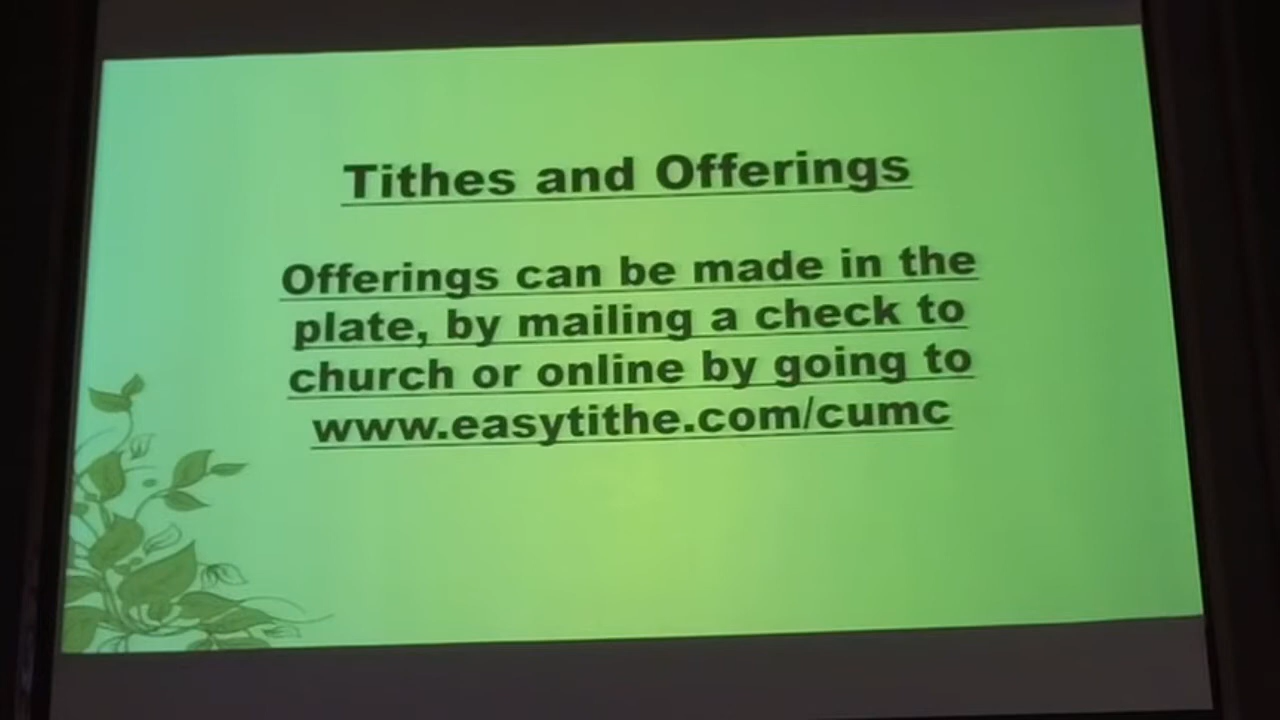 Tithes and Offerings
Offerings can be made in the
plate, by mailing a check to
church or online by going to
www.easytithe.com/cumc